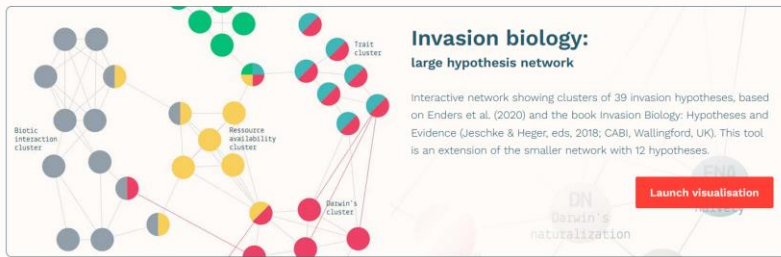 Trait
cluster
Biotic
interaction
cluster
Ressource
availability
cluster
Darwin's
cluster
Invasion biology:
large hypothesis network
Interactive network showing clusters of 39 invasion hypotheses, based
on Enders et al. (2020) and the book Invasion Biology: Hypotheses and
Evidence (Jeschke & Heger, eds, 2018; CABI, Wallingford, UK). This tool
is an extension of the smaller network with 12 hypotheses.
Launch visualisation
DN
Darwin's
naturalization